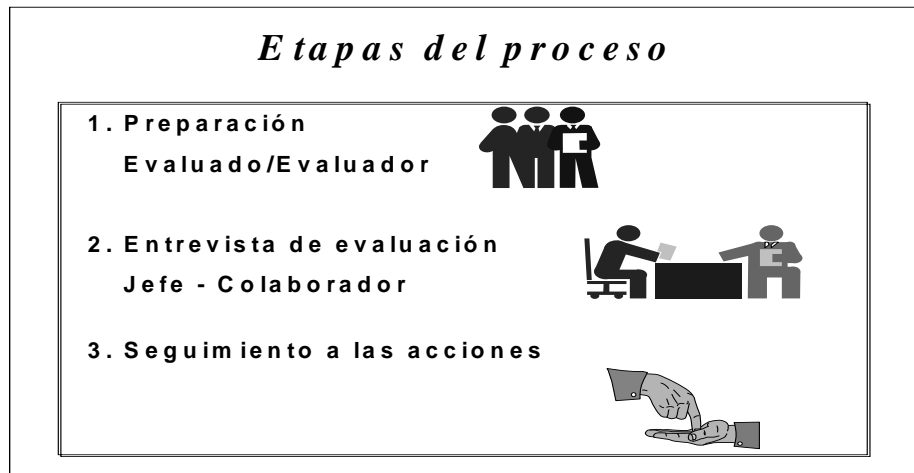 Etapas del proceso
1. Preparación
Evaluado/Evaluador
2. Entrevista de evaluación
Jefe - Colaborador
3. Seguimiento a las acciones